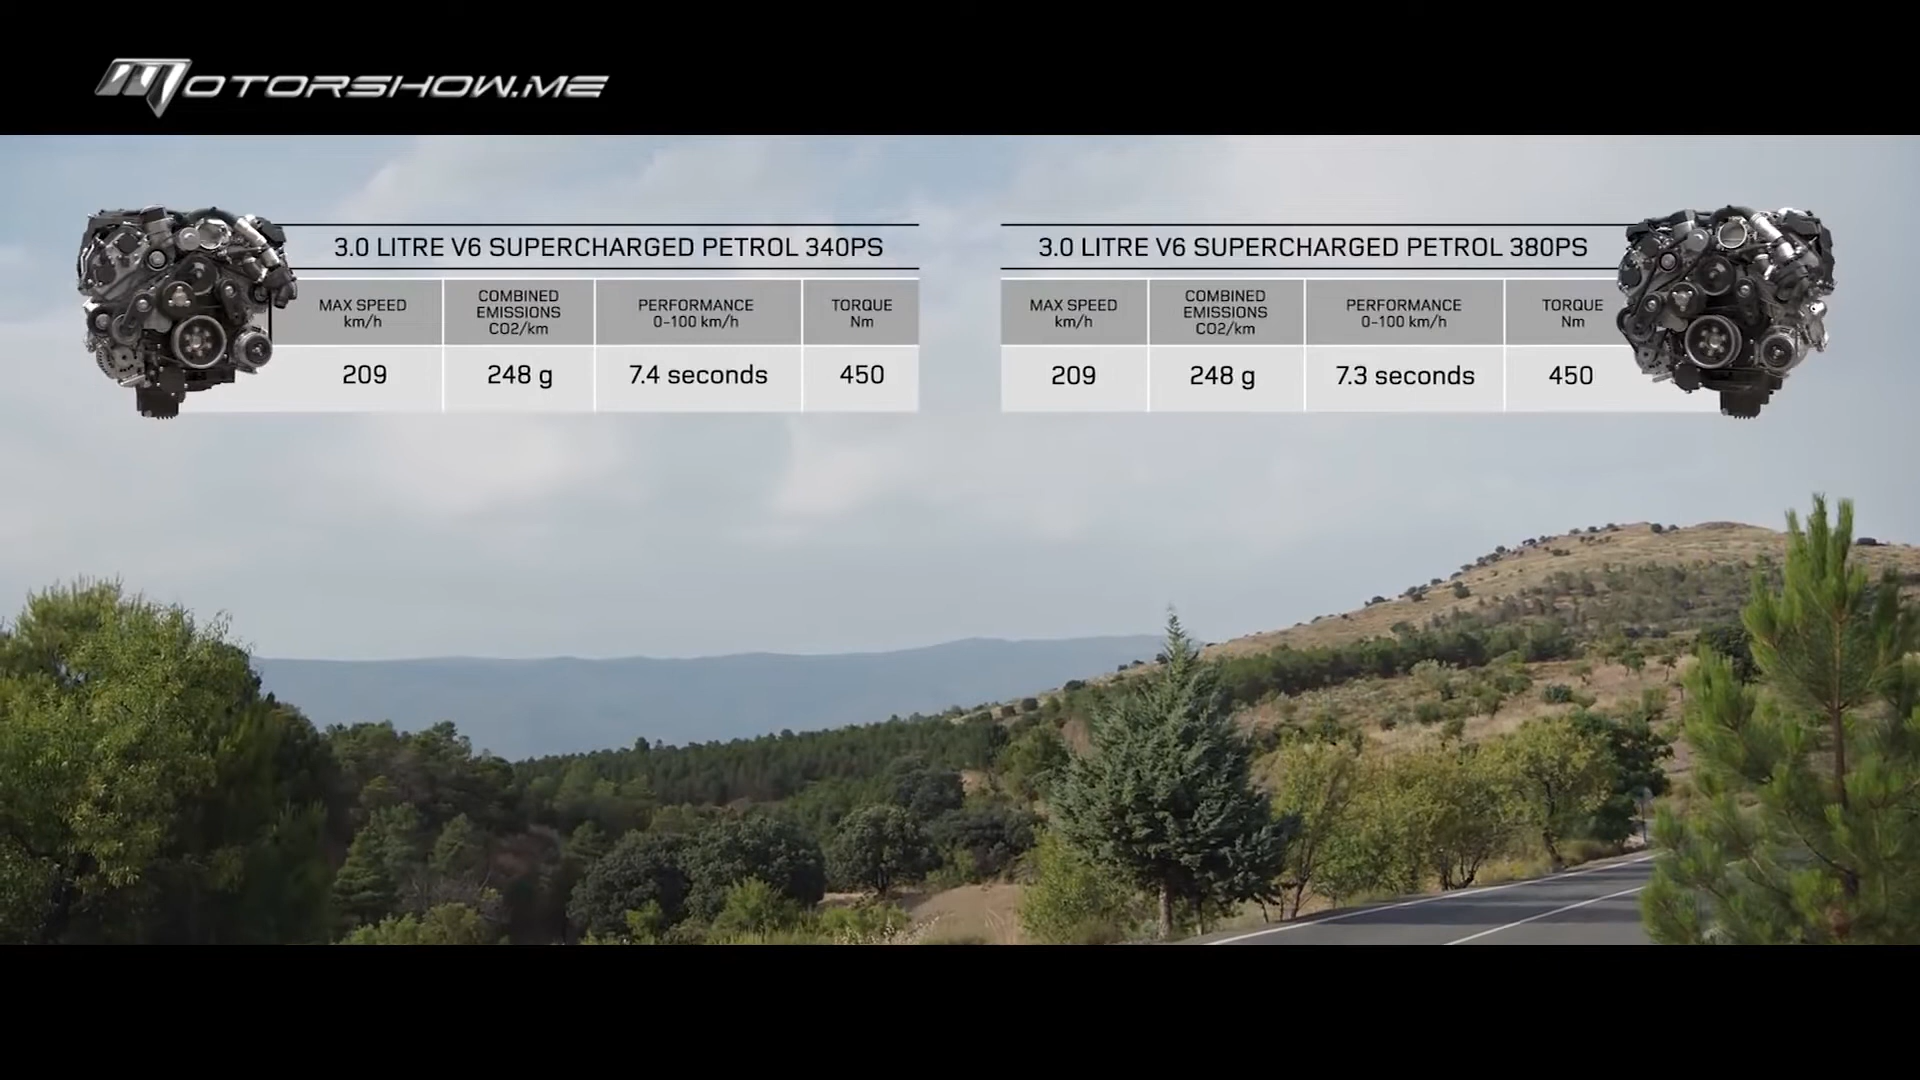 MOTORSHOW.ME
3.0 LITRE V6 SUPERCHARGED PETROL 340PS
MAX SPEED
km/h
COMBINED
EMISSIONS
CO2/km
PERFORMANCE
0-100 km/h
TORQUE
Nm
209
248 g
7.4 seconds
450
3.0 LITRE V6 SUPERCHARGED PETROL 380PS
MAX SPEED
km/h
COMBINED
EMISSIONS
CO2/km
PERFORMANCE
0-100 km/h
TORQUE
Nm
209
248 g
7.3 seconds
450